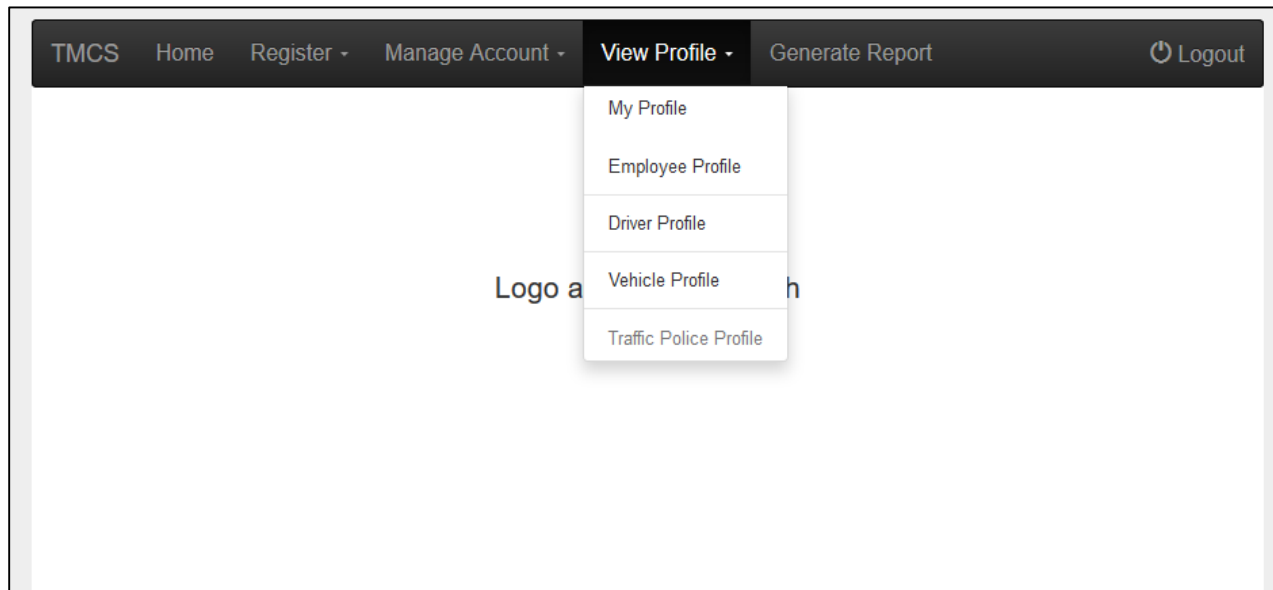 TMCS Home Register Manage Account View Profile Generate Report Logout
My Profile
Employee Profile
Driver Profile
Logo a h
Vehicle Profile
Traffic Police Profile